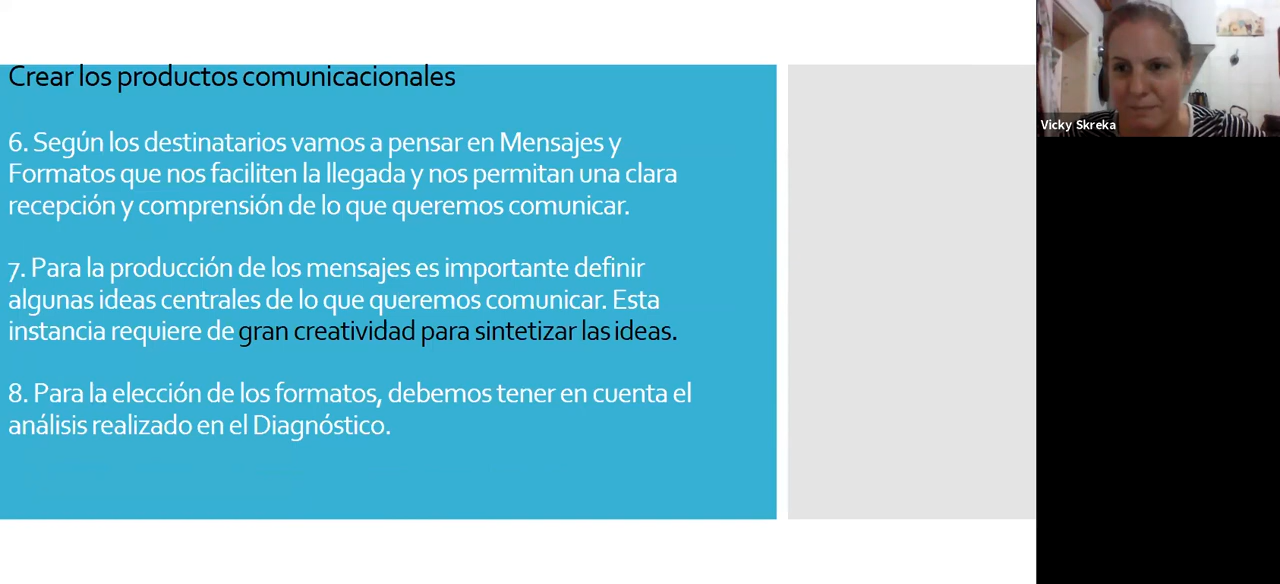 Crear los productos comunicacionales
6. Según los destinatarios vamos a pensar en Mensajes y
Formatos que nos faciliten la llegada y nos permitan una clara
recepción y comprensión de lo que queremos comunicar.
7. Para la producción de los mensajes es importante definir
algunas ideas centrales de lo que queremos comunicar. Esta
instancia requiere de gran creatividad para sintetizar las ideas.
8. Para la elección de los formatos, debemos tener en cuenta el
análisis realizado en el Diagnóstico.
Vicky Skreka